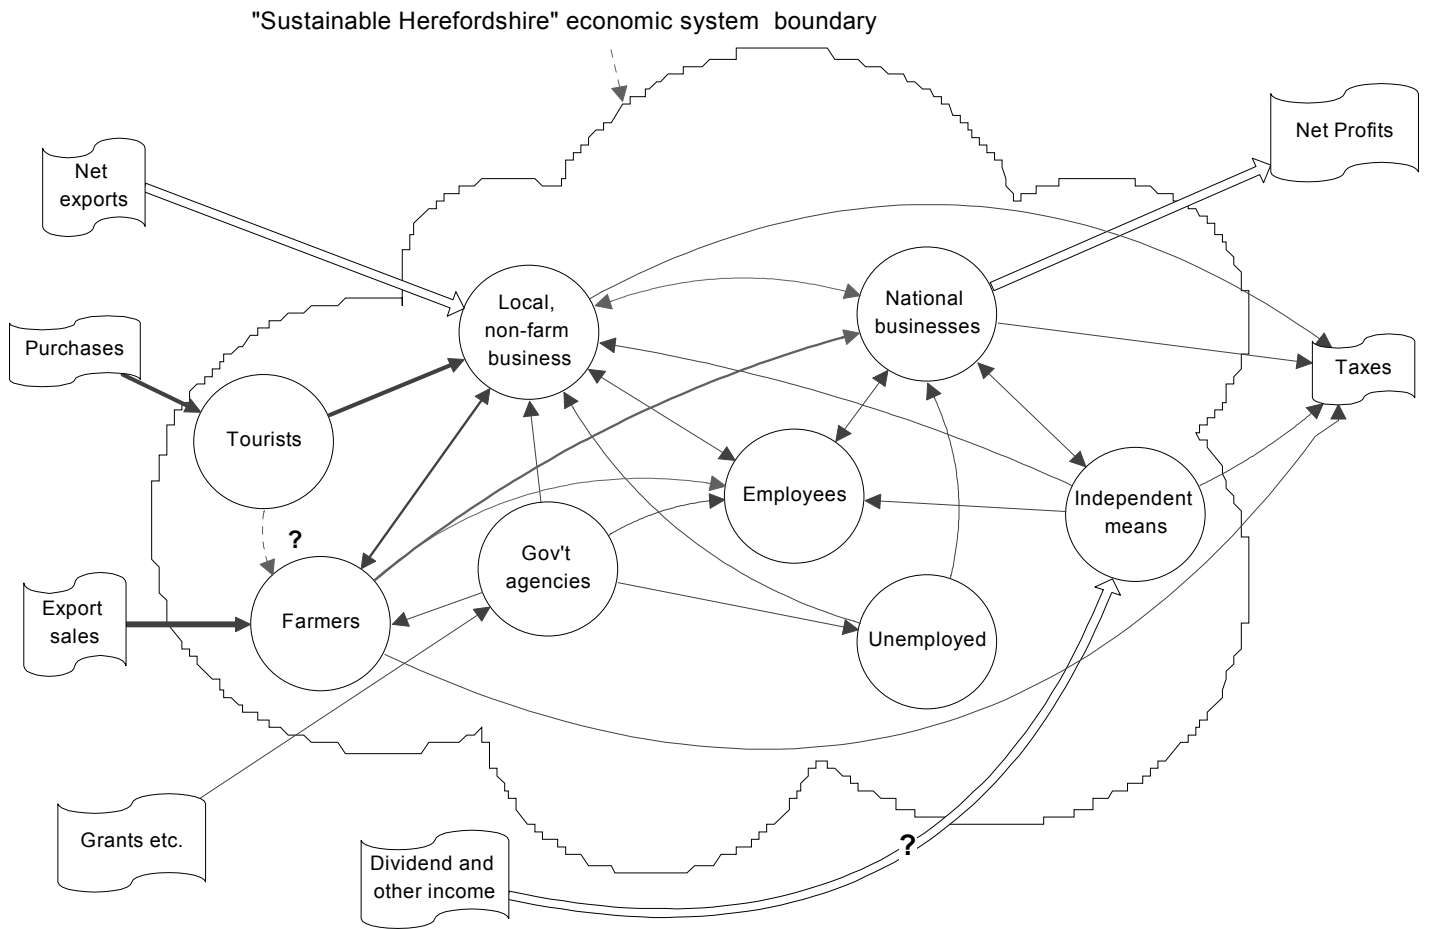 "Sustainable Herefordshire" economic system boundary
Net
exports
Net Profits
Purchases
Local,
non-farm
business
National
businesses
Taxes
Tourists
Employees
Independent
means
?
Gov't
agencies
Export
sales
Farmers
Unemployed
Grants etc.
Dividend and
other income
?